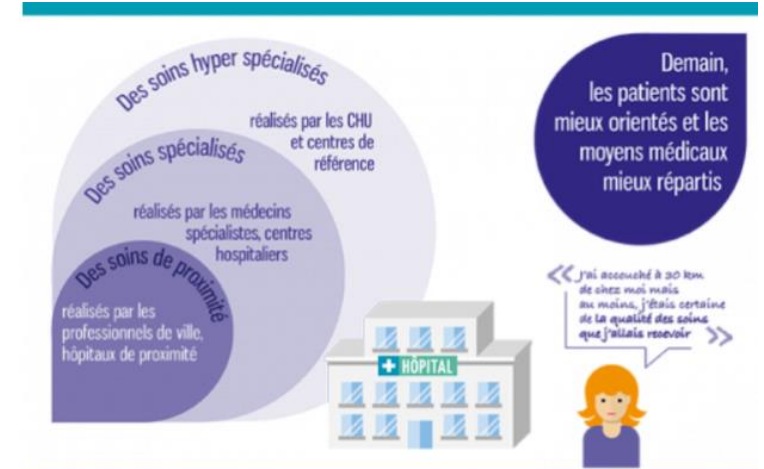 Des soins hyper spécialisés
réalisés par les CHU
et centres de
référence
Des soins spécialisés
réalisés par les médecins
spécialistes, centres
hospitaliers
Des soins de proximité
réalisés par les
professionnels de ville,
hôpitaux de proximité
Demain,
les patients sont
mieux orientés et les
moyens médicaux
mieux répartis
« J'ai accouché à 30 km
de chez moi mais
au moins, j'étais certaine
de la qualité des soins
que j'allais recevoir »
+ HÔPITAL